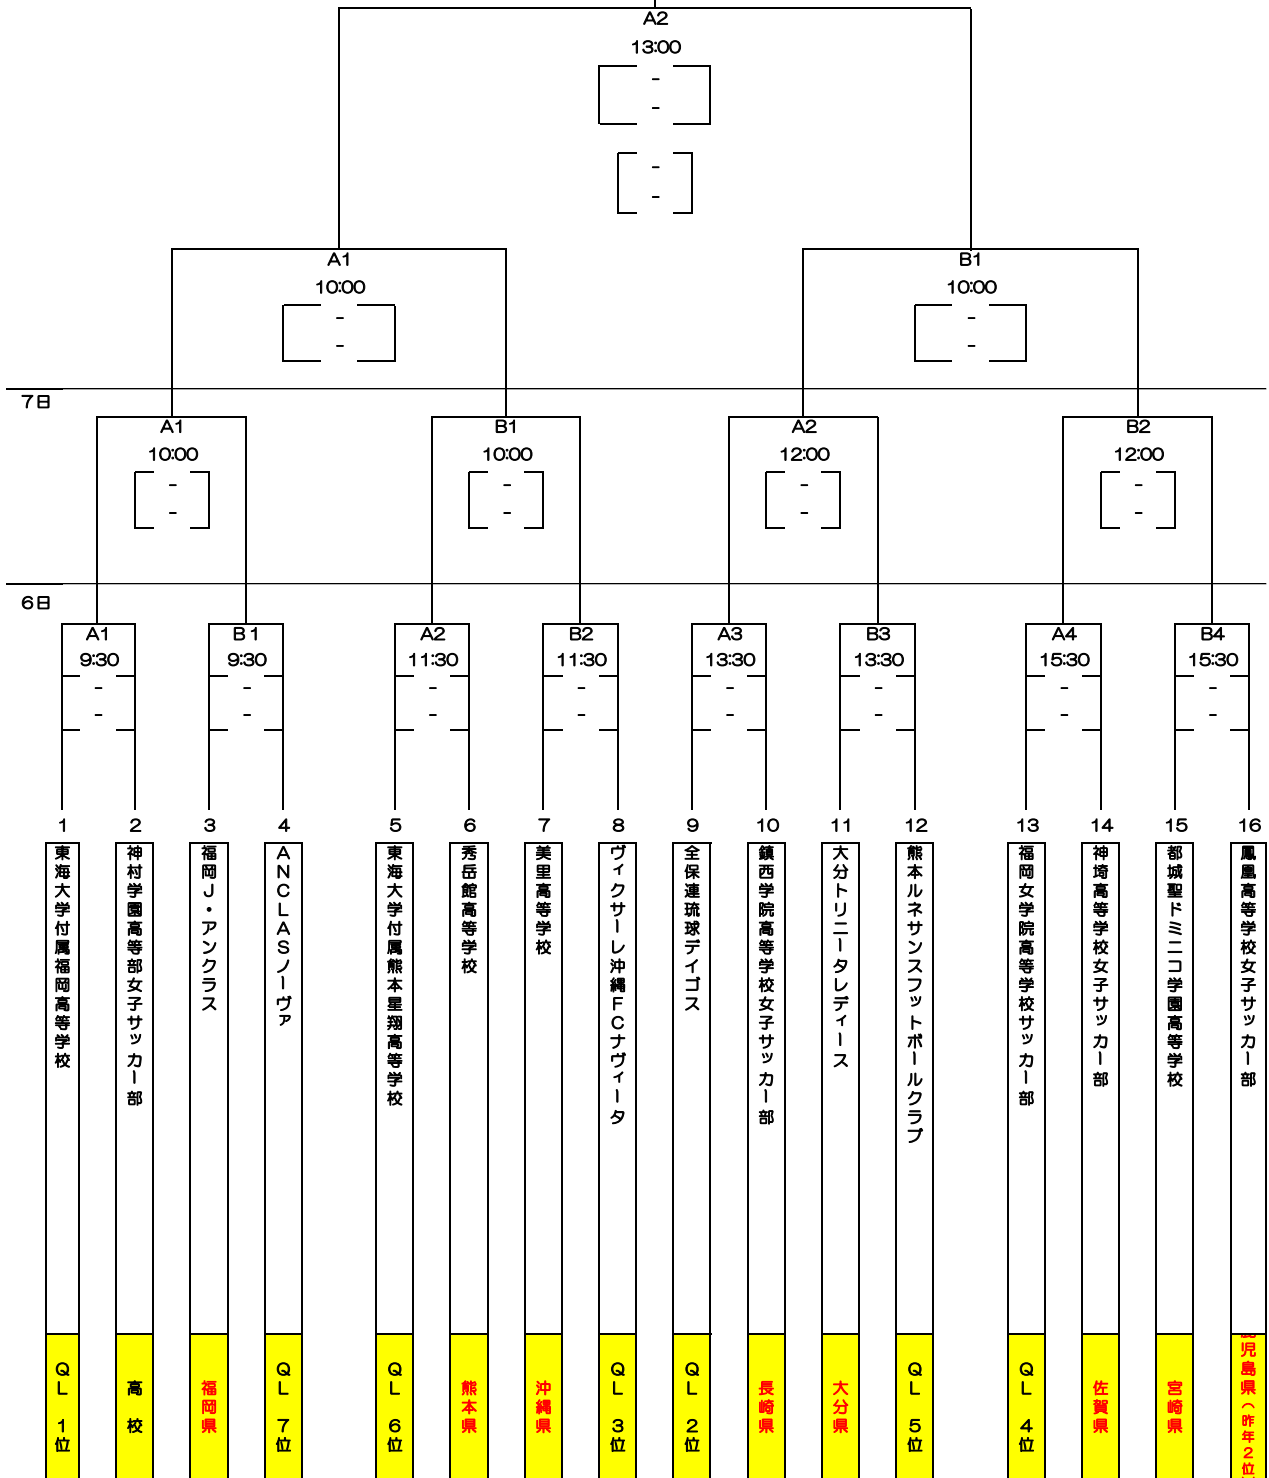 A2
13:00
-
-
-
-
A1
10:00
-
-
B1
10:00
-
-
7日
A1
10:00
-
-
B1
10:00
-
-
A2
12:00
-
-
B2
12:00
-
-
6日
A1
9:30
-
-
B1
9:30
-
-
A2
11:30
-
-
B2
11:30
-
-
A3
13:30
-
-
B3
13:30
-
-
A4
15:30
-
-
B4
15:30
-
-
1
東海大学付属福岡高等学校
QL 1位
2
神村学園高等部女子サッカー部
高校
3
福岡J・アンクラス
福岡県
4
ANCLASノーヴァ
QL 7位
5
東海大学付属熊本星翔高等学校
QL 6位
6
秀岳館高等学校
熊本県
7
美里高等学校
沖縄県
8
ヴィクサーレ沖縄FCナヴィータ
QL 3位
9
全保連琉球デイゴス
QL 2位
10
鎮西学院高等学校女子サッカー部
長崎県
11
大分トリニータレディース
大分県
12
熊本ルネサンスフットボールクラブ
QL 5位
13
福岡女学院高等学校サッカー部
QL 4位
14
神埼高等学校女子サッカー部
佐賀県
15
都城聖ドミニコ学園高等学校
宮崎県
16
鳳凰高等学校女子サッカー部
児島県(昨年2位